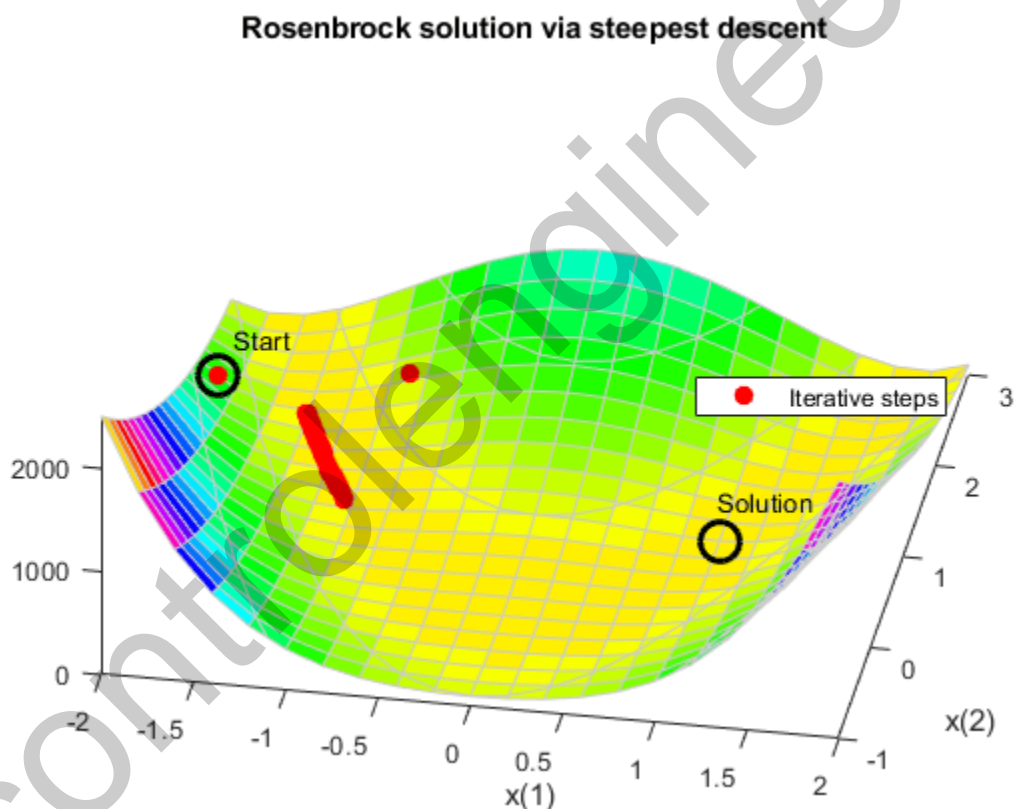 Rosenbrock solution via steepest descent
Start
Iterative steps
Solution
2000
1000
0
-2
-1.5
-1
-0.5
0
0.5
1
1.5
2
x(1)
3
2
1
0
-1
x(2)
controlenginee